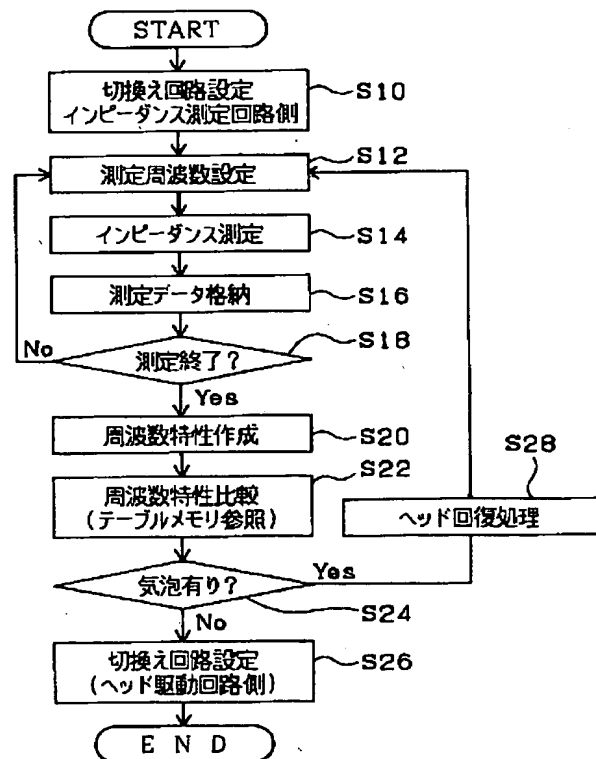 START
切換え回路設定
インピーダンス測定回路側
S10
測定周波数設定
S12
インピーダンス測定
S14
測定データ格納
S16
測定終了?
S18
No
Yes
周波数特性作成
S20
周波数特性比較
(テーブルメモリ参照)
S22
ヘッド回復処理
S28
気泡有り?
Yes
S24
No
切換え回路設定
(ヘッド駆動回路側)
S26
E N D